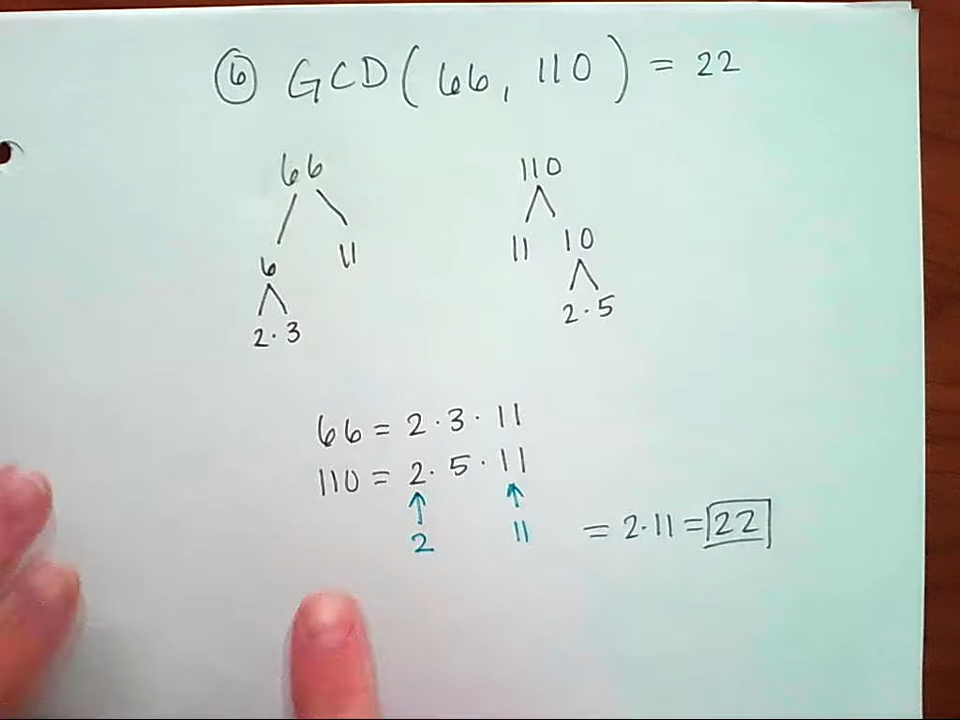 ⑥ GCD(66, 110) = 22
66 110
6 11 11 10
2·3 2·5
66 = 2·3·11
110 = 2·5·11
↑ ↑
2 11 = 2·11 = 22